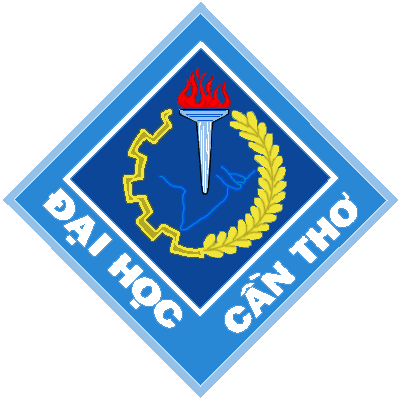 ĐẠI HỌC
CẦN THƠ